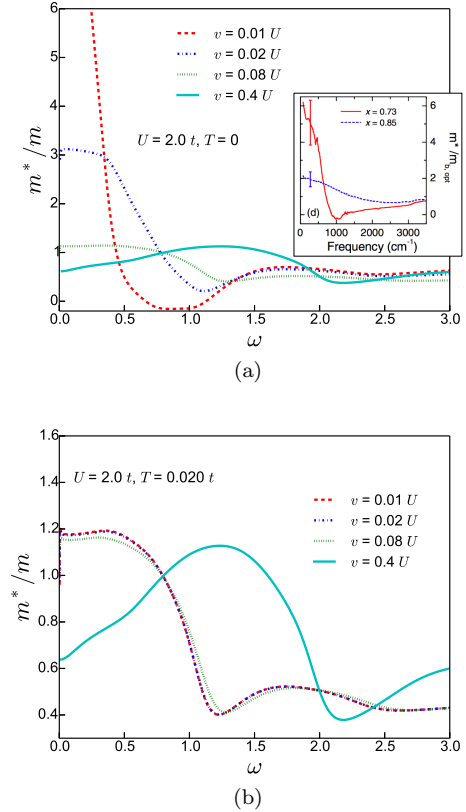 6
5
4
3
2
1
0
m*/m
v = 0.01 U
v = 0.02 U
v = 0.08 U
v = 0.4 U
U = 2.0 t, T = 0
x = 0.73
x = 0.85
6
4
2
0
m*/m b, opt
(d)
0 1000 2000 3000
Frequency (cm⁻¹)
0.0 0.5 1.0 1.5 2.0 2.5 3.0
ω
(a)
1.6
1.4
1.2
1.0
0.8
0.6
0.4
m*/m
U = 2.0 t, T = 0.020 t
v = 0.01 U
v = 0.02 U
v = 0.08 U
v = 0.4 U
0.0 0.5 1.0 1.5 2.0 2.5 3.0
ω
(b)